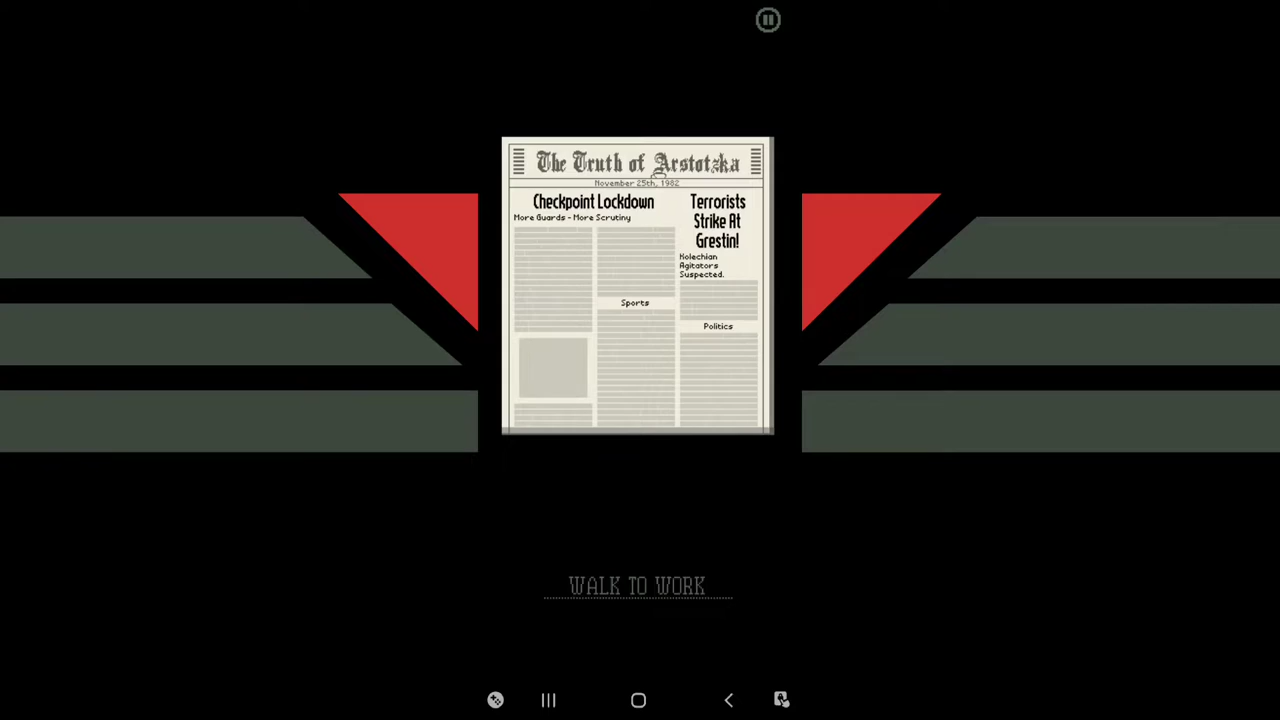 The Truth of Arstotzka
November 25th, 1982
Checkpoint Lockdown
More Guards - More Scrutiny
Terrorists
Strike At
Grestin!
Kolechian
Agitators
Suspected.
Sports
Politics
WALK TO WORK